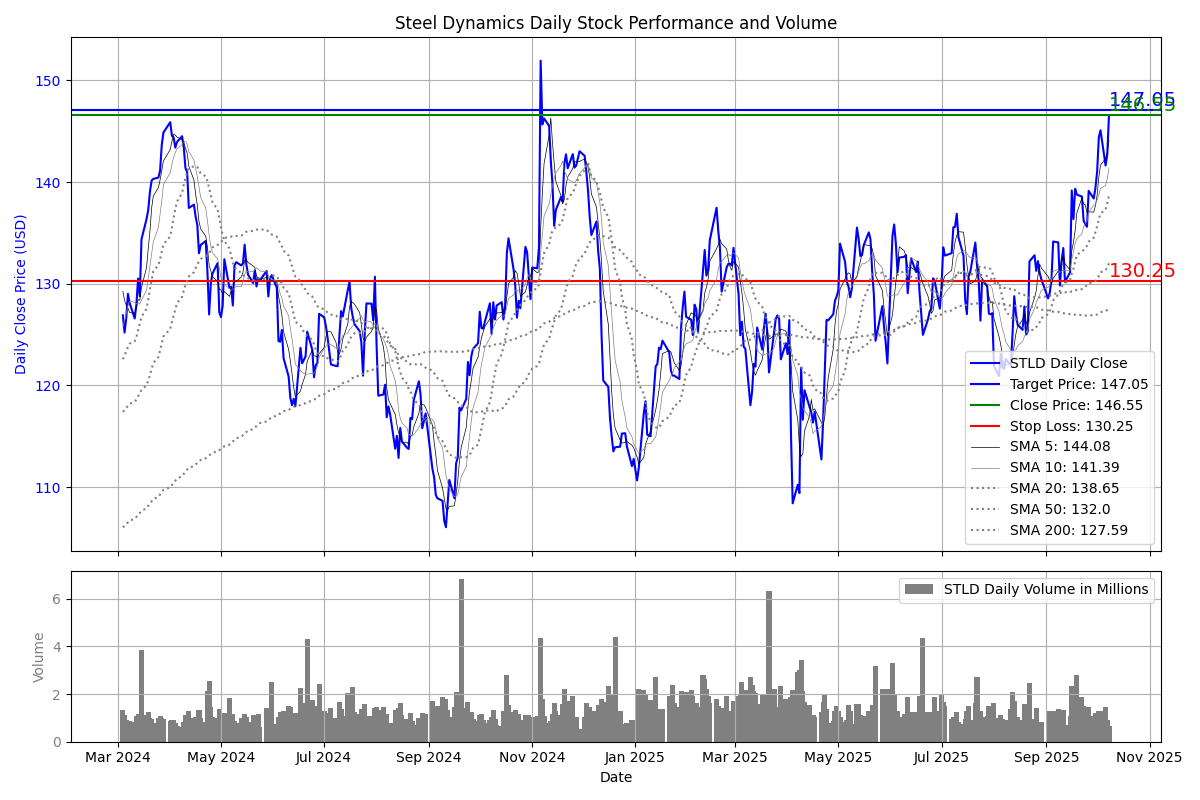 Steel Dynamics Daily Stock Performance and Volume
Daily Close Price (USD)
150
140
130
120
110
147.05
146.55
130.25
STLD Daily Close
Target Price: 147.05
Close Price: 146.55
Stop Loss: 130.25
SMA 5: 144.08
SMA 10: 141.39
SMA 20: 138.65
SMA 50: 132.0
SMA 200: 127.59
Volume
6
4
2
0
STLD Daily Volume in Millions
Mar 2024 May 2024 Jul 2024 Sep 2024 Nov 2024 Jan 2025 Mar 2025 May 2025 Jul 2025 Sep 2025 Nov 2025
Date